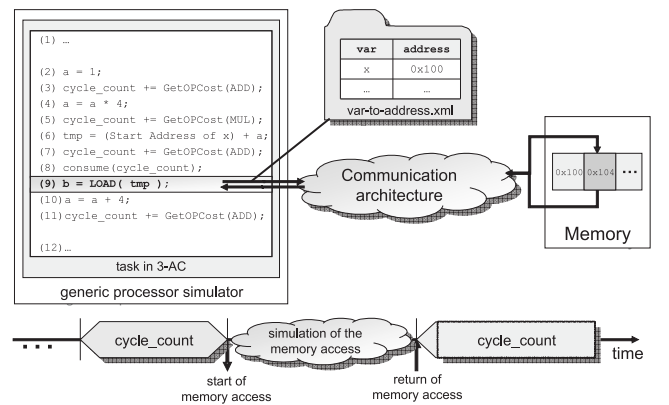 (1) …
(2) a = 1;
(3) cycle_count += GetOPCost(ADD);
(4) a = a * 4;
(5) cycle_count += GetOPCost(MUL);
(6) tmp = (Start Address of x) + a;
(7) cycle_count += GetOPCost(ADD);
(8) consume(cycle_count);
(9) b = LOAD( tmp );
(10)a = a + 4;
(11)cycle_count += GetOPCost(ADD);
(12)…
task in 3-AC
generic processor simulator
var address
x 0x100
… …
var-to-address.xml
Communication
architecture
0x100 0x104 …
Memory
… cycle_count
simulation of the
memory access
cycle_count
time
start of
memory access
return of
memory access